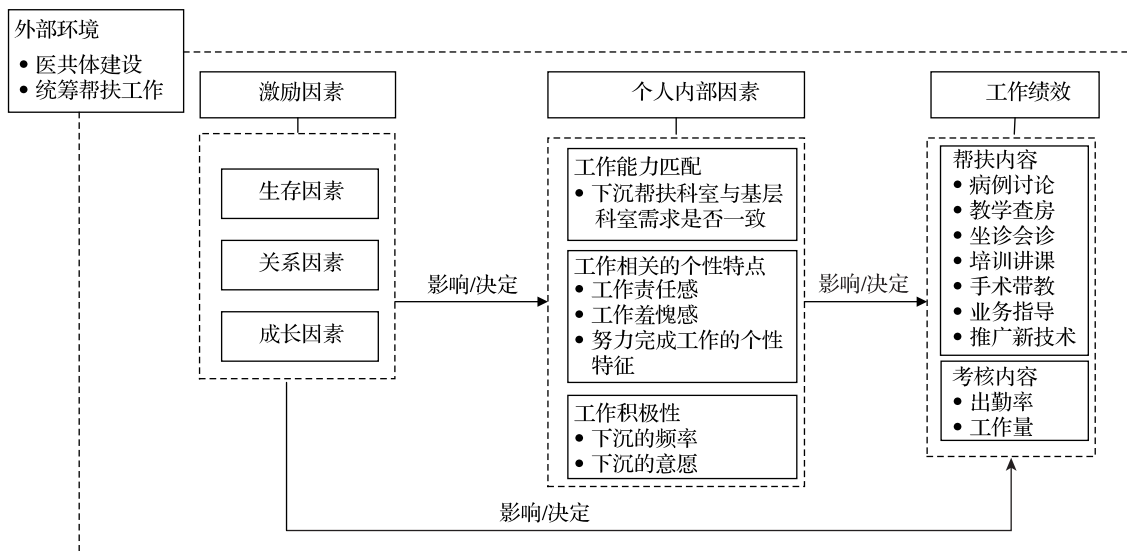 外部环境
● 医共体建设
● 统筹帮扶工作
激励因素
生存因素
关系因素
成长因素
影响/决定
个人内部因素
工作能力匹配
● 下沉帮扶科室与基层
科室需求是否一致
工作相关的个性特点
● 工作责任感
● 工作羞愧感
● 努力完成工作的个性
特征
工作积极性
● 下沉的频率
● 下沉的意愿
影响/决定
工作绩效
帮扶内容
● 病例讨论
● 教学查房
● 坐诊会诊
● 培训讲课
● 手术带教
● 业务指导
● 推广新技术
考核内容
● 出勤率
● 工作量
影响/决定